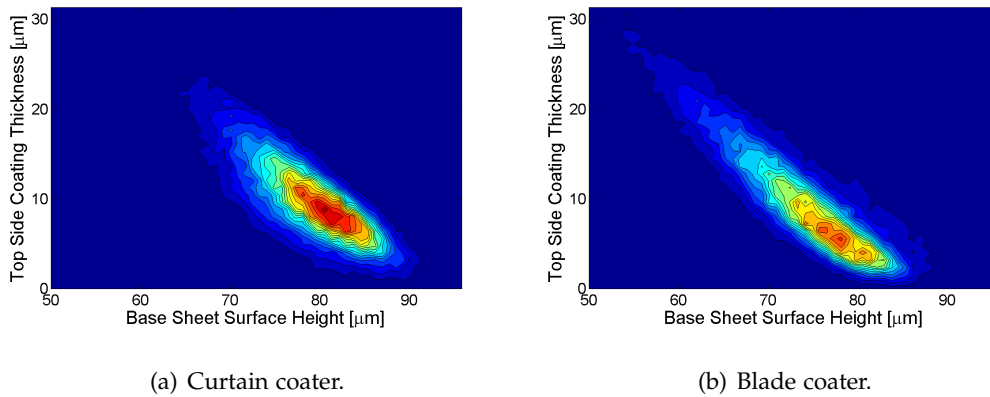 Top Side Coating Thickness [μm]
30
20
10
0
50 60 70 80 90
Base Sheet Surface Height [μm]
(a) Curtain coater.
Top Side Coating Thickness [μm]
30
20
10
0
50 60 70 80 90
Base Sheet Surface Height [μm]
(b) Blade coater.